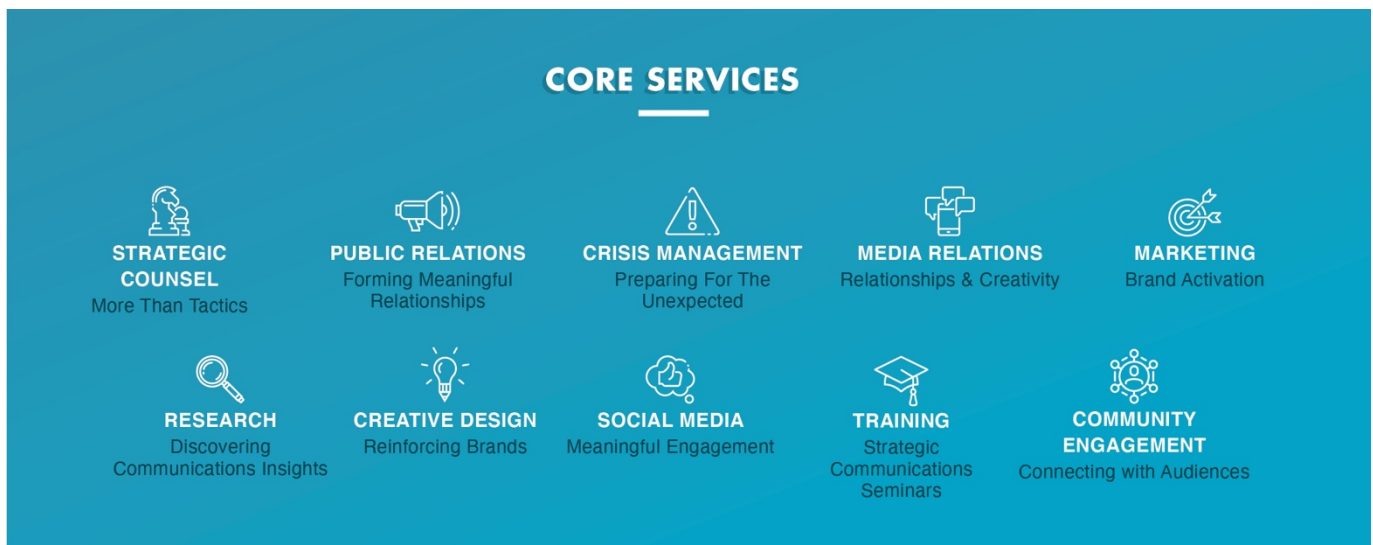 CORE SERVICES
STRATEGIC
COUNSEL
More Than Tactics
PUBLIC RELATIONS
Forming Meaningful
Relationships
CRISIS MANAGEMENT
Preparing For The
Unexpected
MEDIA RELATIONS
Relationships & Creativity
MARKETING
Brand Activation
RESEARCH
Discovering
Communications Insights
CREATIVE DESIGN
Reinforcing Brands
SOCIAL MEDIA
Meaningful Engagement
TRAINING
Strategic
Communications
Seminars
COMMUNITY
ENGAGEMENT
Connecting with Audiences